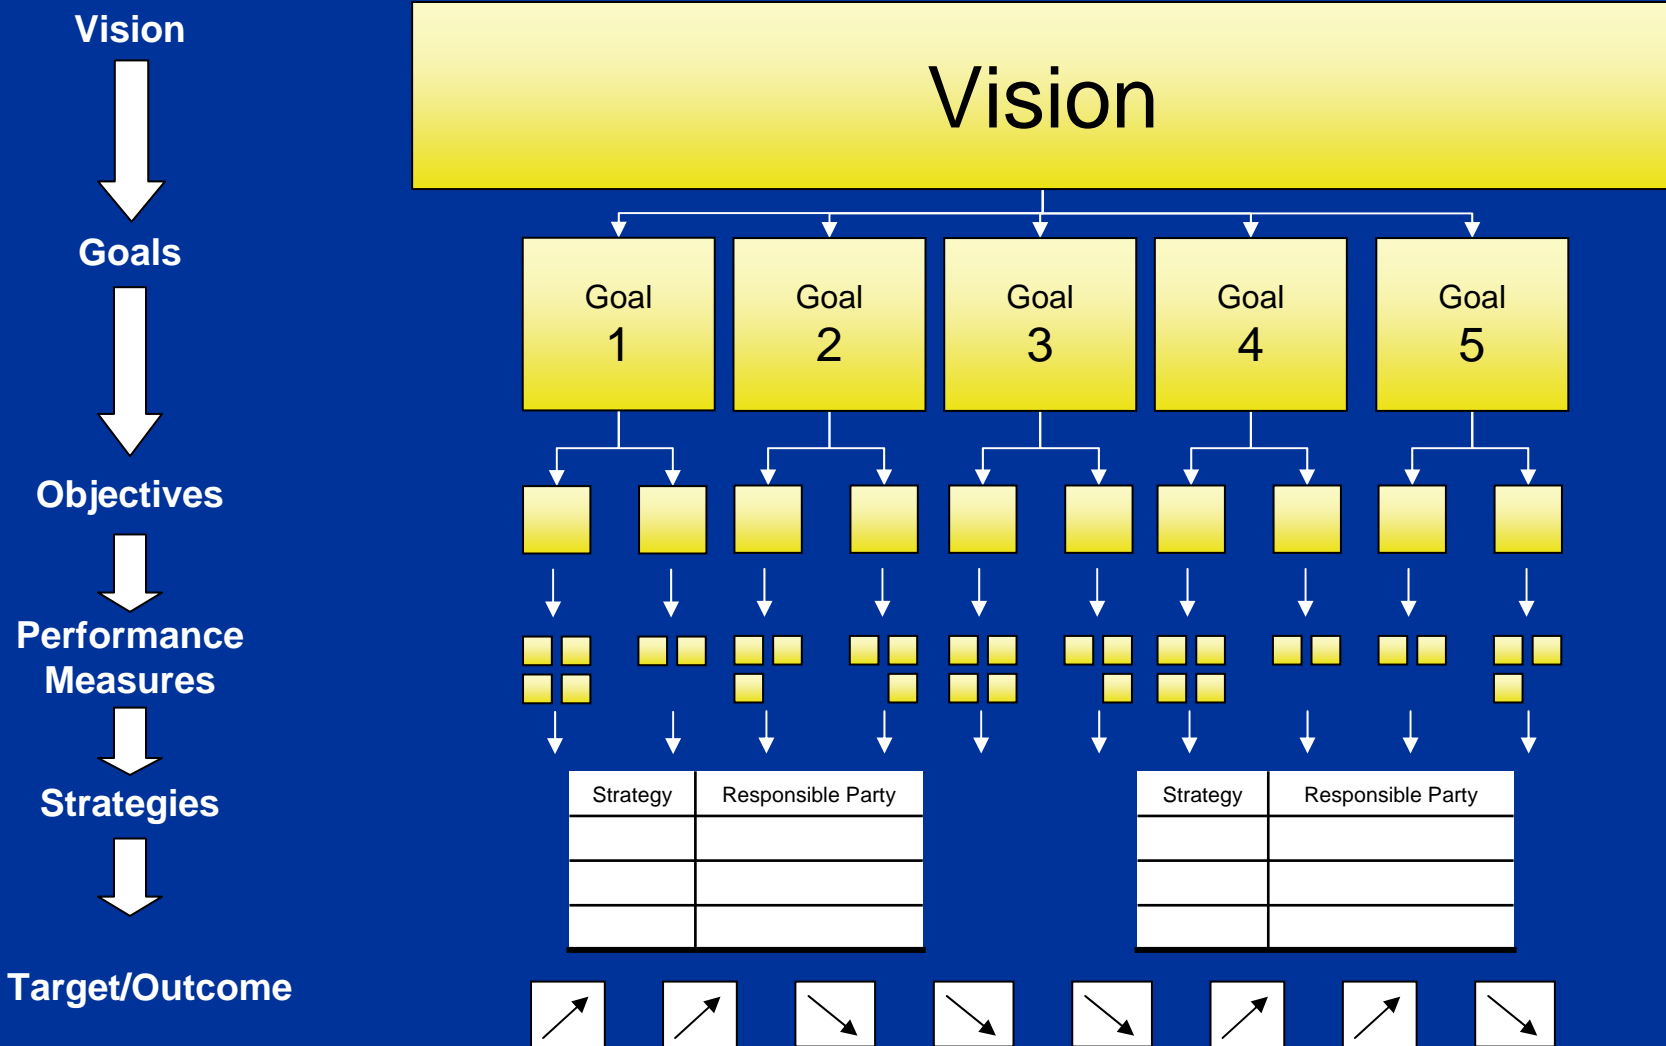 Vision
Vision
Goals
Goal
1
Goal
2
Goal
3
Goal
4
Goal
5
Objectives
Performance
Measures
Strategies
Strategy Responsible Party
Strategy Responsible Party
Target/Outcome